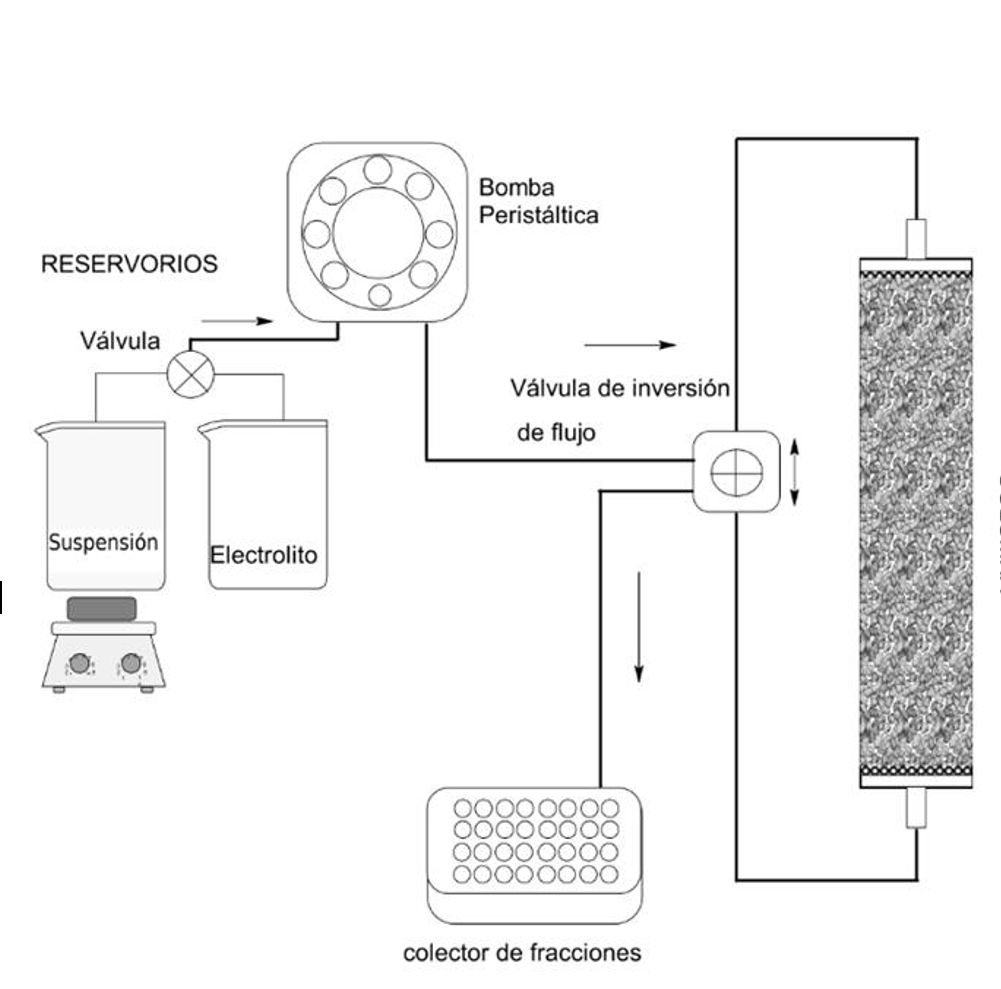 Bomba
Peristáltica
RESERVORIOS
Válvula
Válvula de inversión
de flujo
Suspensión
Electrolito
colector de fracciones